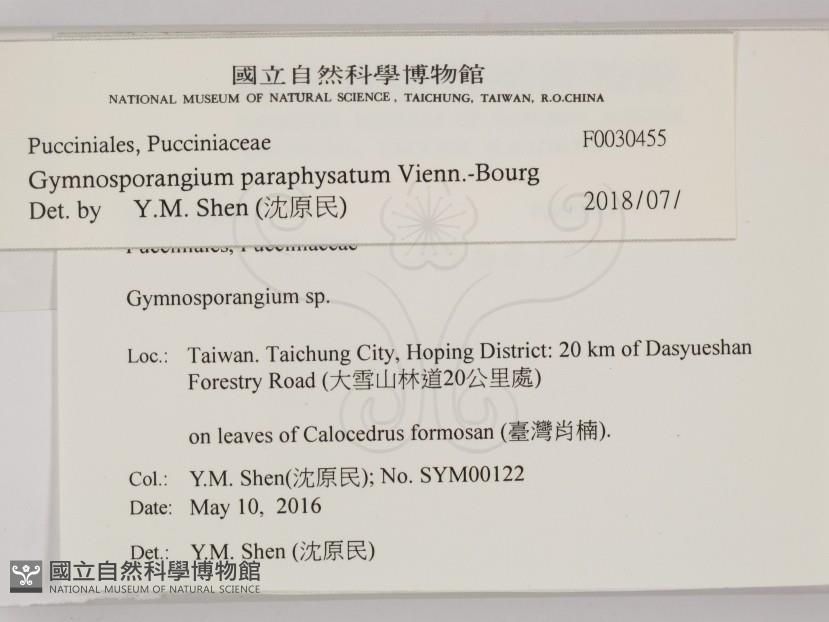 國立自然科學博物館
NATIONAL MUSEUM OF NATURAL SCIENCE, TAICHUNG, TAIWAN, R.O.CHINA
Pucciniales, Pucciniaceae F0030455
Gymnosporangium paraphysatum Vienn.-Bourg
Det. by Y.M. Shen (沈原民) 2018/07/
Pucciniales, Pucciniaceae
Gymnosporangium sp.
Loc.: Taiwan. Taichung City, Hoping District: 20 km of Dasyueshan
Forestry Road (大雪山林道20公里處)
on leaves of Calocedrus formosan (臺灣肖楠).
Col.: Y.M. Shen(沈原民); No. SYM00122
Date: May 10, 2016
Det.: Y.M. Shen (沈原民)
國立自然科學博物館
NATIONAL MUSEUM OF NATURAL SCIENCE